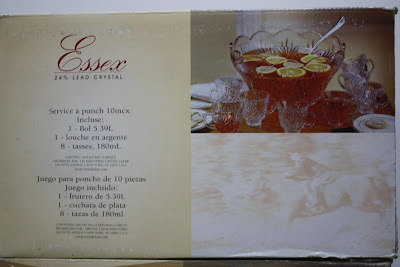 Essex
24% LEAD CRYSTAL
Service à punch 10mcx.
Incluse:
1 - Bol 5.39L
1 - louche en argenté
8 - tasses, 180mL
Juego para ponche de 10 piezas
Juego incluido:
1 - frutero de 5.39L
1 - cuchara de plata
8 - tazas de 180ml